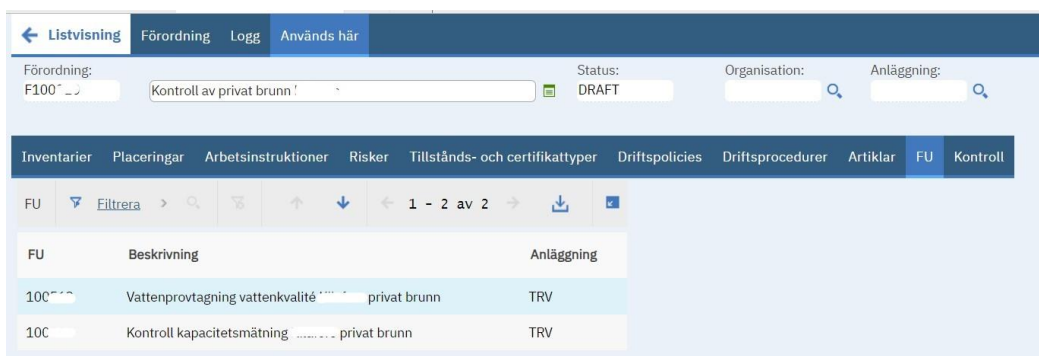 Listvisning Förordning Logg Används här
Förordning: Status: Organisation: Anläggning:
Kontroll av privat brunn DRAFT
Inventarier Placeringar Arbetsinstruktioner Risker Tillstånds- och certifikattyper Driftspolicies Driftsprocedurer Artiklar FU Kontroll
FU Filtrera 1 - 2 av 2
FU Beskrivning Anläggning
Vattenprovtagning vattenkvalité privat brunn TRV
Kontroll kapacitetsmätning privat brunn TRV